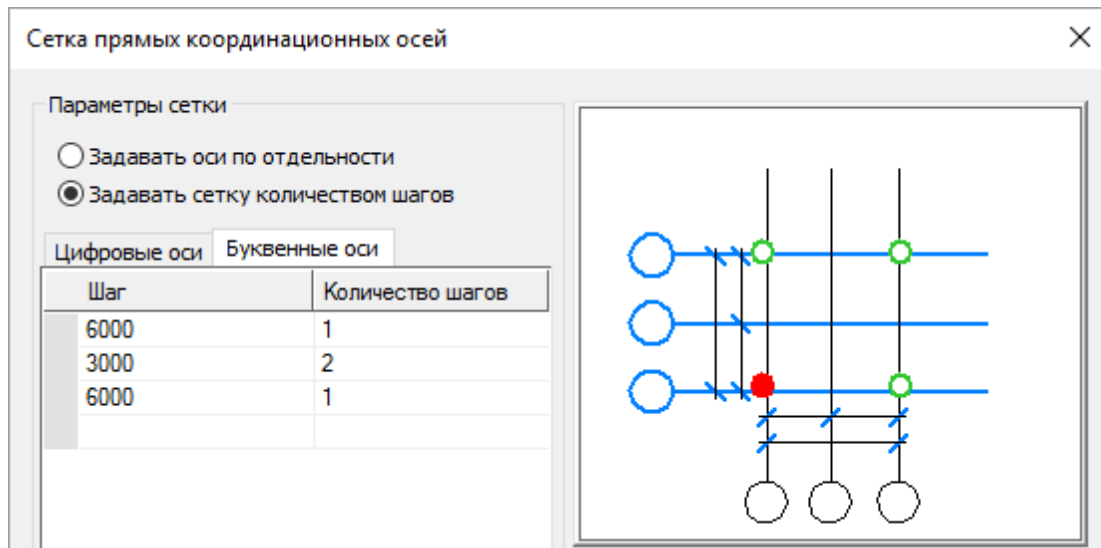 Сетка прямых координационных осей
Параметры сетки
Задавать оси по отдельности
Задавать сетку количеством шагов
Цифровые оси Буквенные оси
Шаг Количество шагов
6000 1
3000 2
6000 1